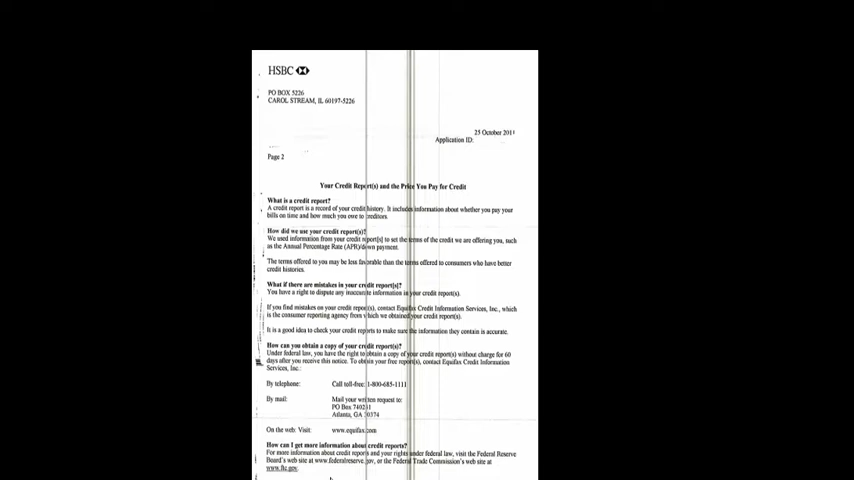 HSBC
PO BOX 5226
CAROL STREAM, IL 60197-5226
25 October 2011
Application ID:
Page 2
Your Credit Report(s) and the Price You Pay for Credit
What is a credit report?
A credit report is a record of your credit history. It includes information about whether you pay your
bills on time and how much you owe to creditors.
How did we use your credit report(s)?
We used information from your credit report[s] to set the terms of the credit we are offering you, such
as the Annual Percentage Rate (APR)/down payment.
The terms offered to you may be less favorable than the terms offered to consumers who have better
credit histories.
What if there are mistakes in your credit report[s]?
You have a right to dispute any inaccurate information in your credit report(s).
If you find mistakes on your credit report(s), contact Equifax Credit Information Services, Inc., which
is the consumer reporting agency from which we obtained your credit report(s).
It is a good idea to check your credit reports to make sure the information they contain is accurate.
How can you obtain a copy of your credit report(s)?
Under federal law, you have the right to obtain a copy of your credit report(s) without charge for 60
days after you receive this notice. To obtain your free report(s), contact Equifax Credit Information
Services, Inc.:
By telephone: Call toll-free: 1-800-685-1111
By mail: Mail your written request to:
PO Box
Atlanta, GA 30374
On the web: Visit: www.equifax.com
How can I get more information about credit reports?
For more information about credit reports and your rights under federal law, visit the Federal Reserve
Board's web site at www.federalreserve.gov, or the Federal Trade Commission's web site at
www.ftc.gov.